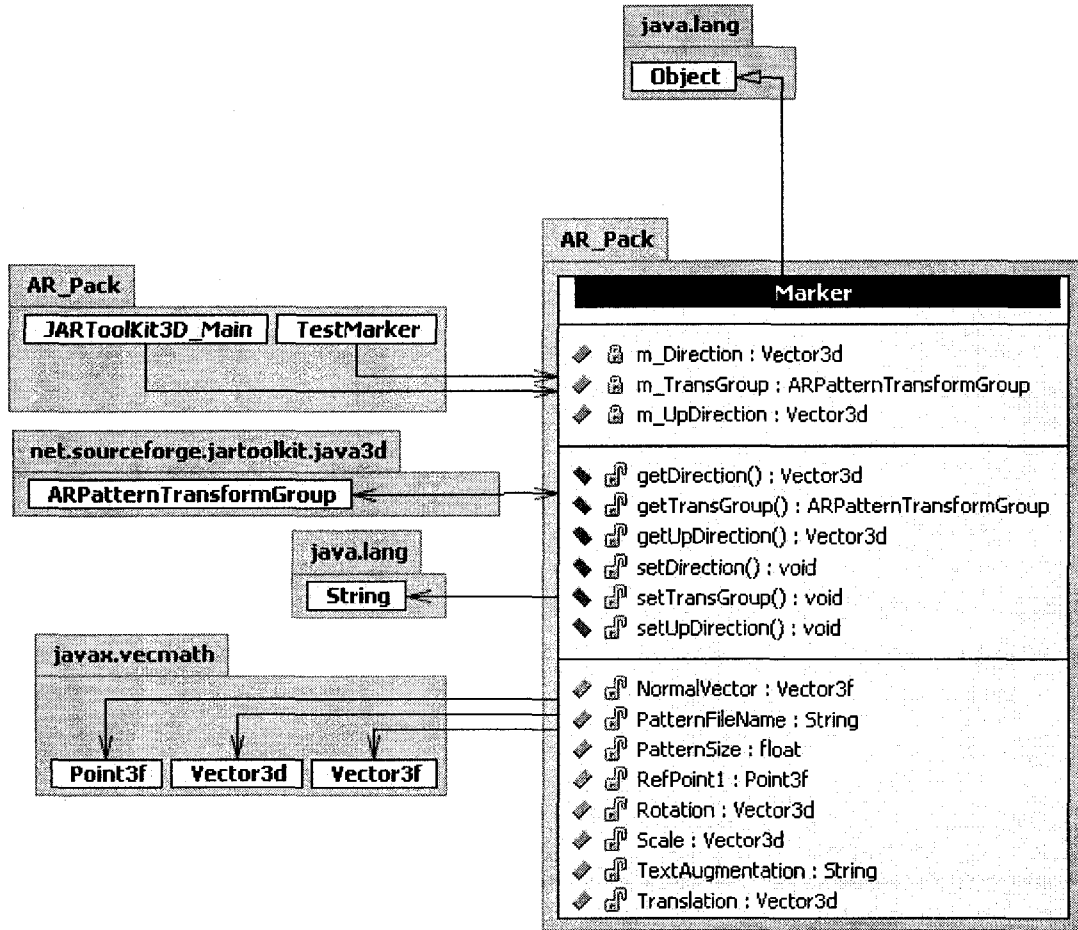 java.lang
Object
AR_Pack
Marker
m_Direction : Vector3d
m_TransGroup : ARPatternTransformGroup
m_UpDirection : Vector3d
getDirection() : Vector3d
getTransGroup() : ARPatternTransformGroup
getUpDirection() : Vector3d
setDirection() : void
setTransGroup() : void
setUpDirection() : void
NormalVector : Vector3f
PatternFileName : String
PatternSize : float
RefPoint1 : Point3f
Rotation : Vector3d
Scale : Vector3d
TextAugmentation : String
Translation : Vector3d
AR_Pack
JARToolKit3D_Main
TestMarker
net.sourceforge.jartoolkit.java3d
ARPatternTransformGroup
java.lang
String
javax.vecmath
Point3f
Vector3d
Vector3f